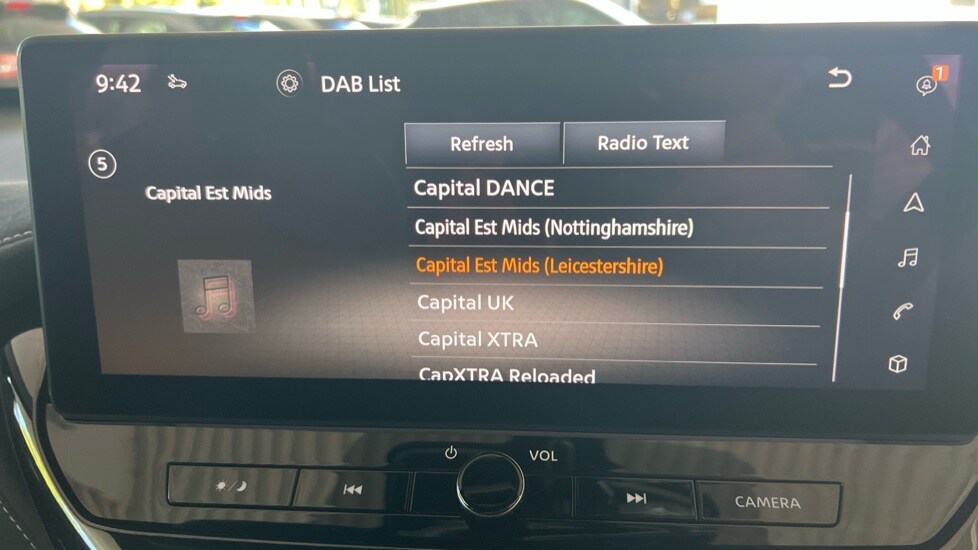 9:42
DAB List
1
Refresh
Radio Text
5
Capital Est Mids
Capital DANCE
Capital Est Mids (Nottinghamshire)
Capital Est Mids (Leicestershire)
Capital UK
Capital XTRA
CapXTRA Reloaded
VOL
CAMERA